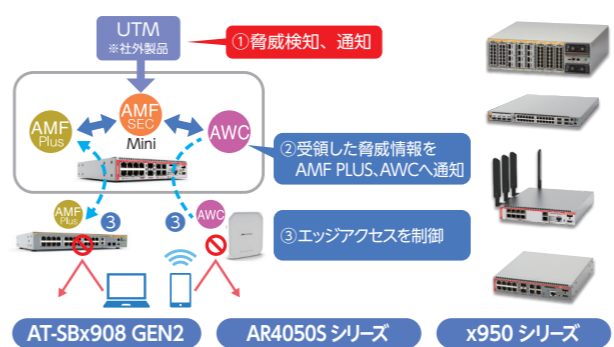 UTM
※社外製品
①脅威検知、通知
AMF
Plus
AMF
SEC
Mini
AWC
②受領した脅威情報を
AMF PLUS、AWCへ通知
AMF
Plus
③
③
AWC
③エッジアクセスを制御
AT-SBx908 GEN2
AR4050S シリーズ
x950 シリーズ